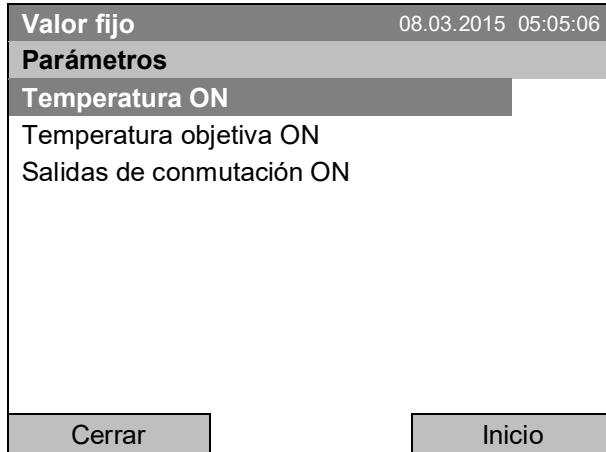 Valor fijo 08.03.2015 05:05:06
Parámetros
Temperatura ON
Temperatura objetiva ON
Salidas de conmutación ON
Cerrar Inicio